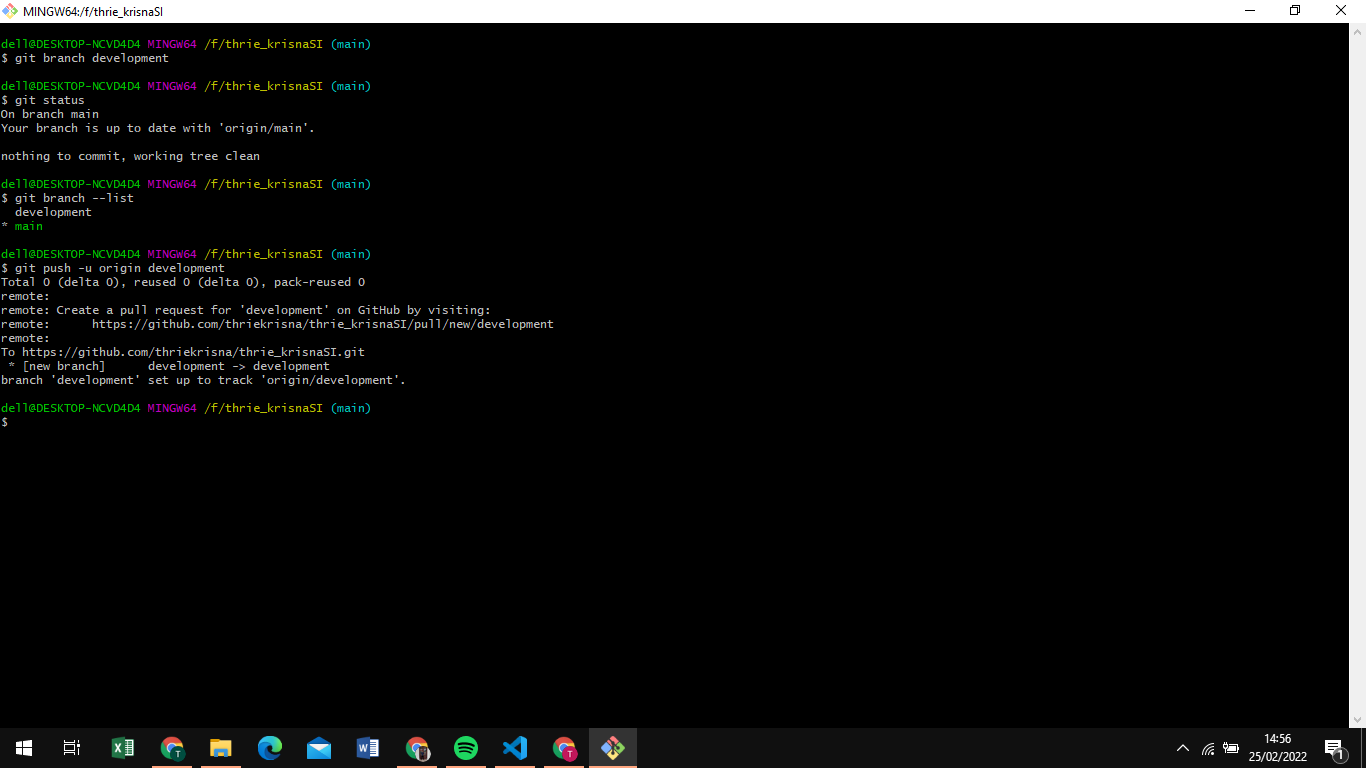 MINGW64:/f/thrie_krisnaSI
dell@DESKTOP-NCVD4D4 MINGW64 /f/thrie_krisnaSI (main)
$ git branch development
dell@DESKTOP-NCVD4D4 MINGW64 /f/thrie_krisnaSI (main)
$ git status
On branch main
Your branch is up to date with 'origin/main'.
nothing to commit, working tree clean
dell@DESKTOP-NCVD4D4 MINGW64 /f/thrie_krisnaSI (main)
$ git branch --list
  development
* main
dell@DESKTOP-NCVD4D4 MINGW64 /f/thrie_krisnaSI (main)
$ git push -u origin development
Total 0 (delta 0), reused 0 (delta 0), pack-reused 0
remote:
remote: Create a pull request for 'development' on GitHub by visiting:
remote:      https://github.com/thriekrisna/thrie_krisnaSI/pull/new/development
remote:
To https://github.com/thriekrisna/thrie_krisnaSI.git
 * [new branch]      development -> development
branch 'development' set up to track 'origin/development'.
dell@DESKTOP-NCVD4D4 MINGW64 /f/thrie_krisnaSI (main)
$
T
T
14:56
25/02/2022
1